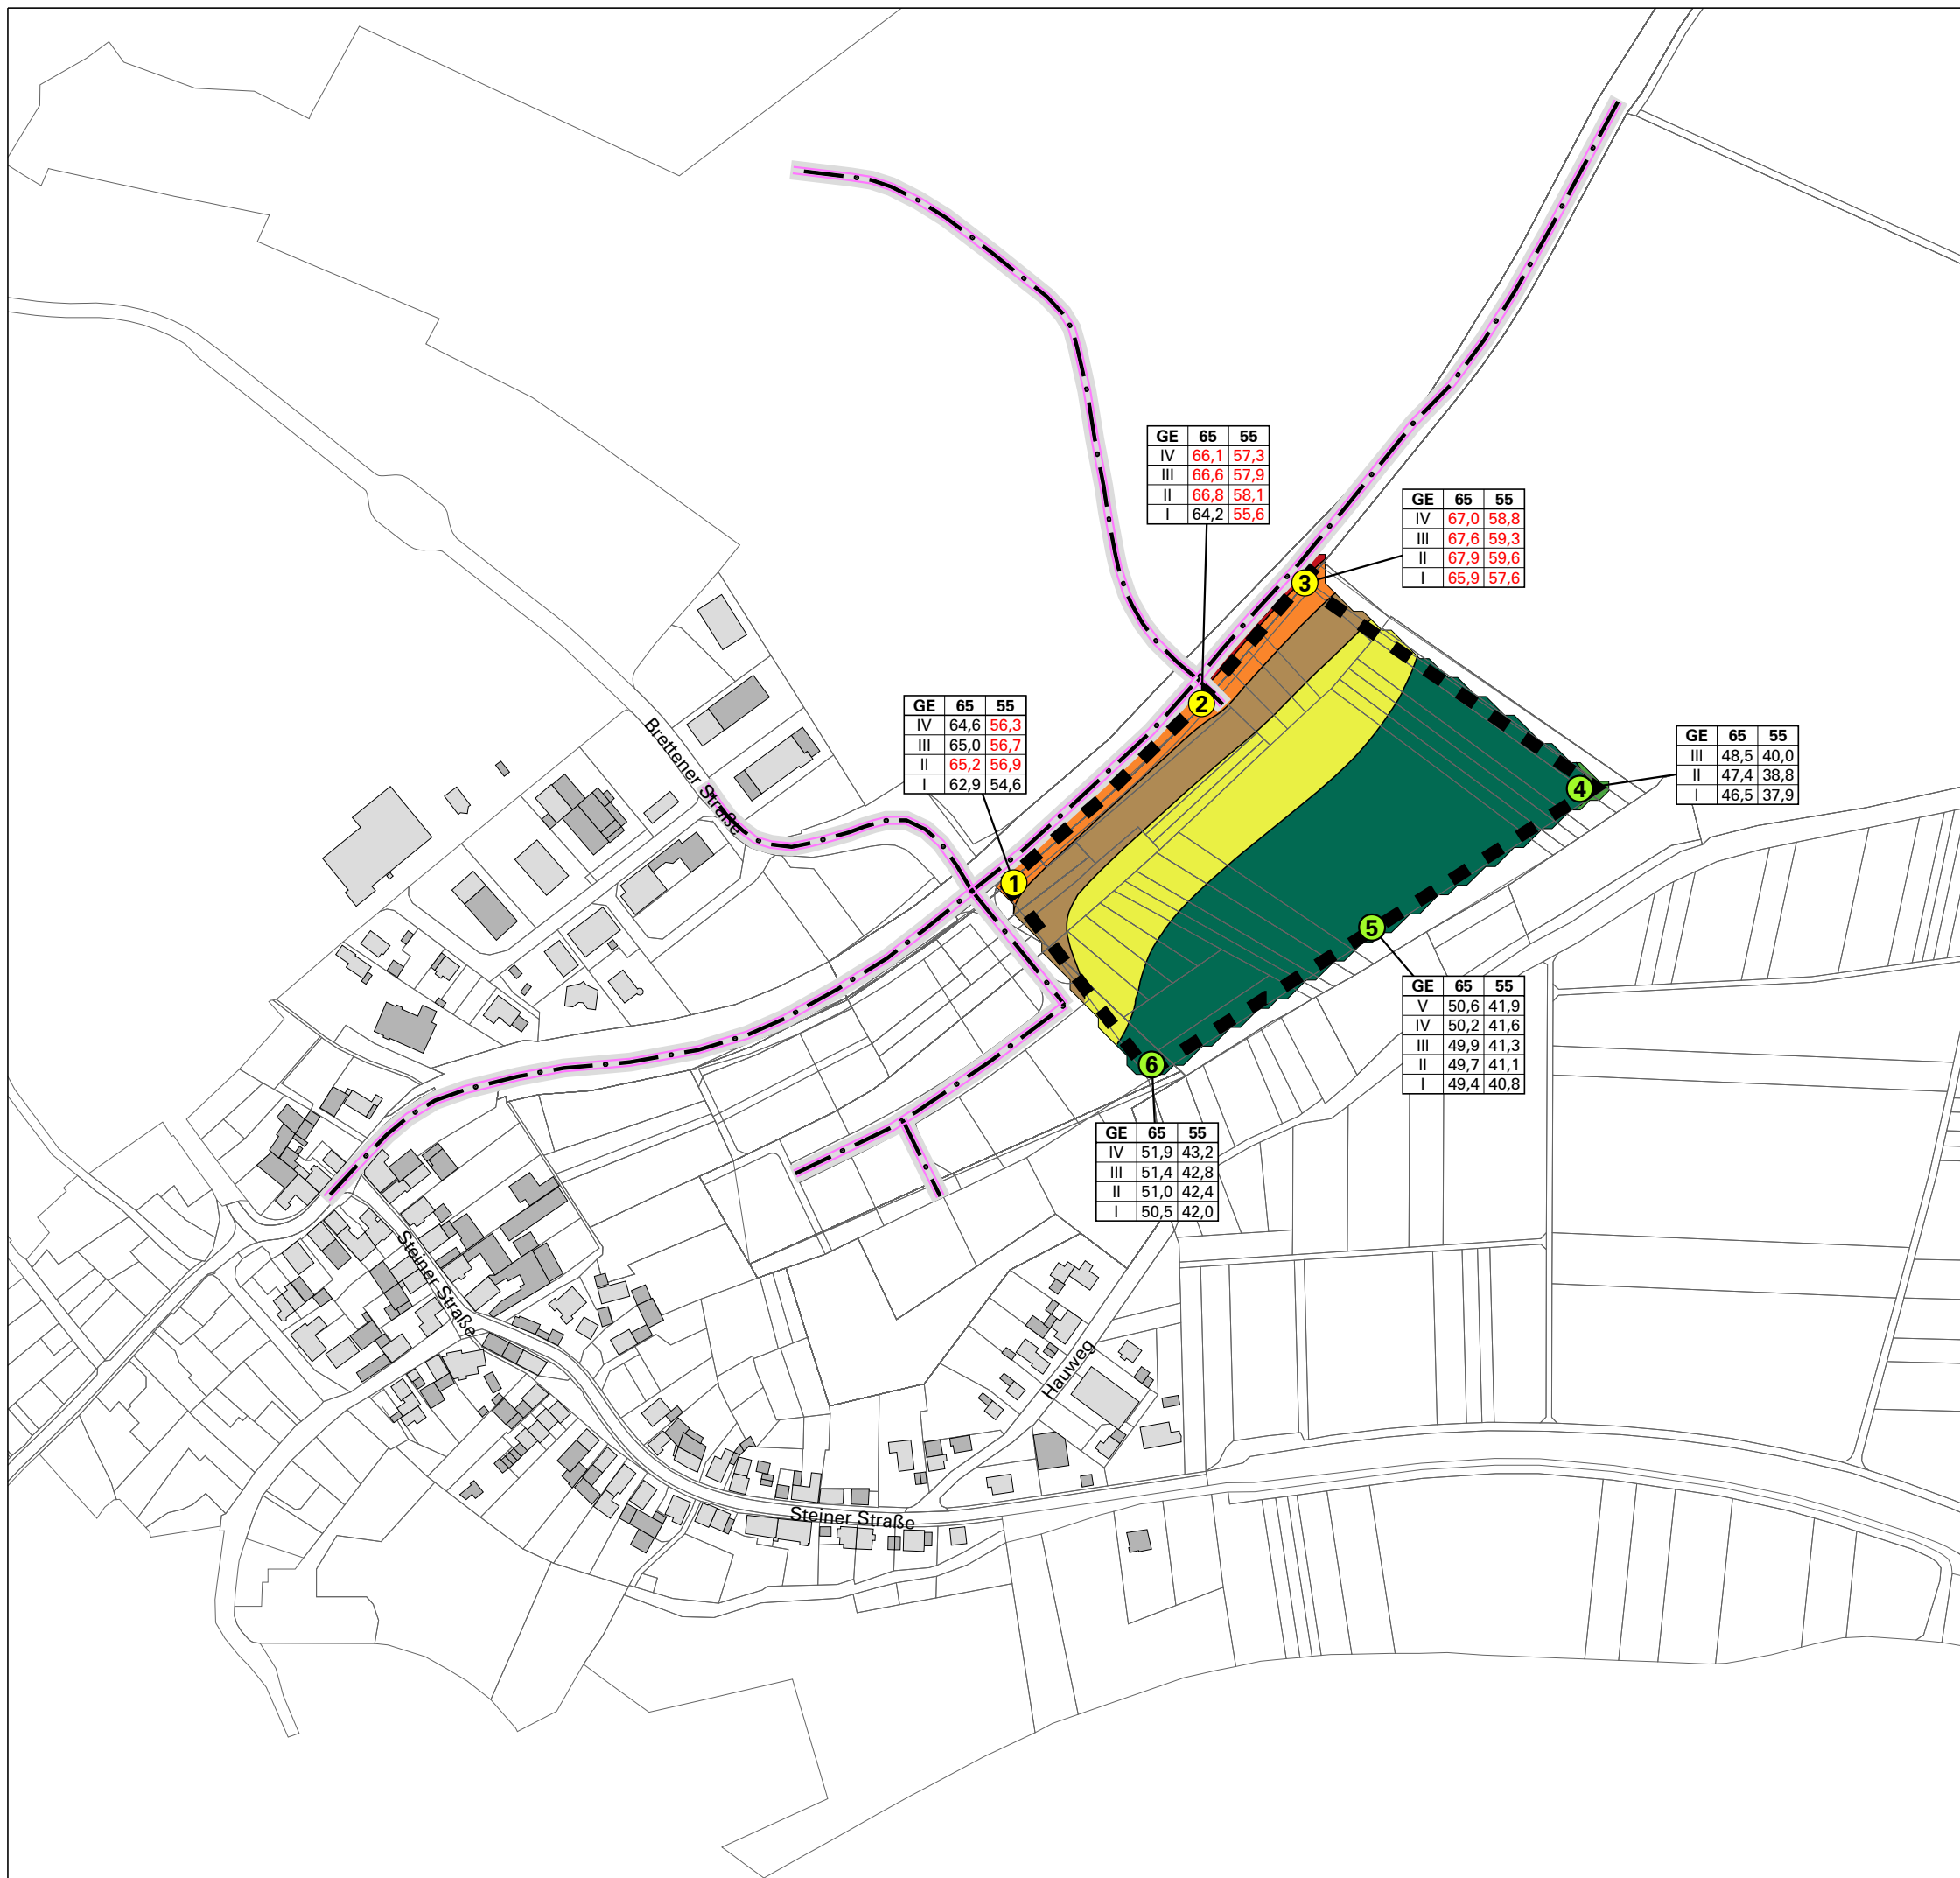 GE 65 55
IV 66,1 57,3
III 66,6 57,9
II 66,8 58,1
I 64,2 55,6
GE 65 55
IV 67,0 58,8
III 67,6 59,3
II 67,9 59,6
I 65,9 57,6
3
2
GE 65 55
IV 64,6 56,3
III 65,0 56,7
II 65,2 56,9
I 62,9 54,6
Brettener Straße
GE 65 55
III 48,5 40,0
II 47,4 38,8
I 46,5 37,9
4
1
5
GE 65 55
V 50,6 41,9
IV 50,2 41,6
III 49,9 41,3
II 49,7 41,1
I 49,4 40,8
6
GE 65 55
IV 51,9 43,2
III 51,4 42,8
II 51,0 42,4
I 50,5 42,0
Steiner Straße
Hauweg
Steiner Straße